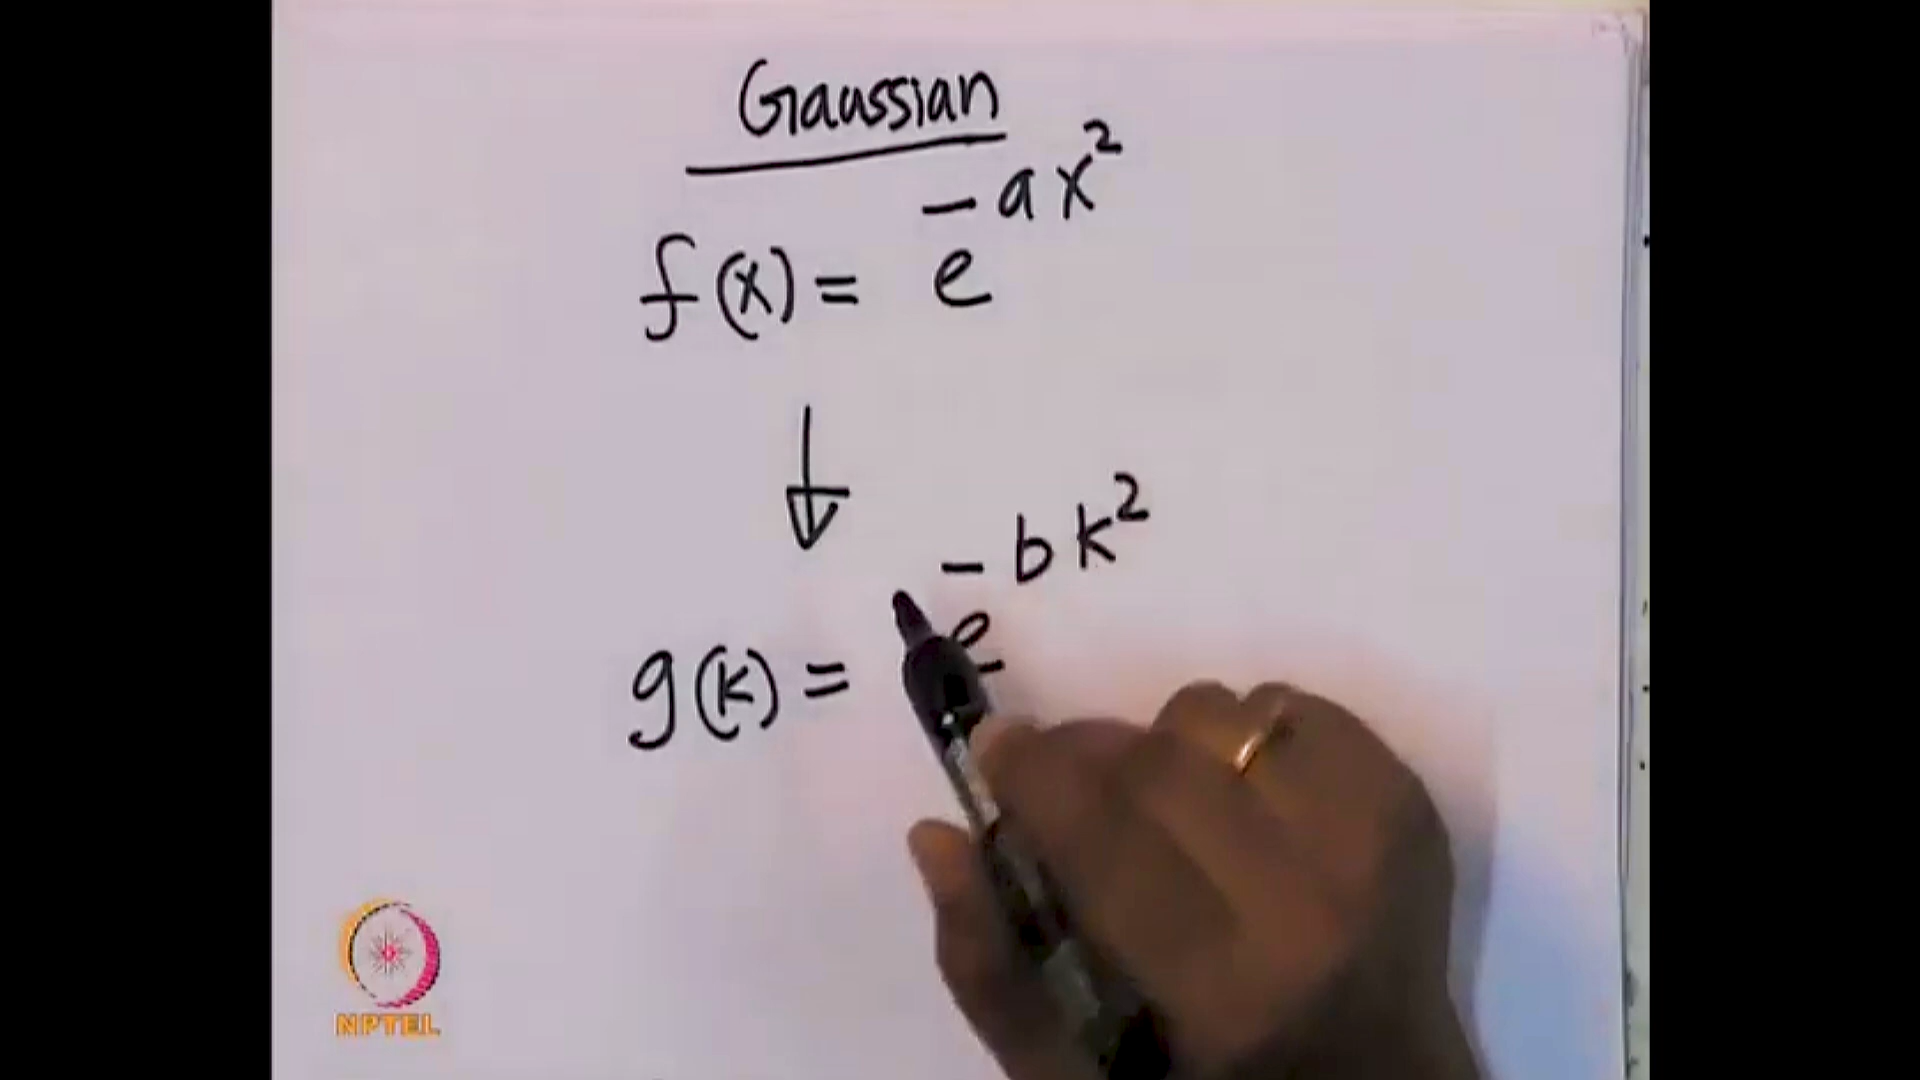 Gaussian
f(x) = e^{-ax^2}
g(k) = e^{-bk^2}
NPTEL